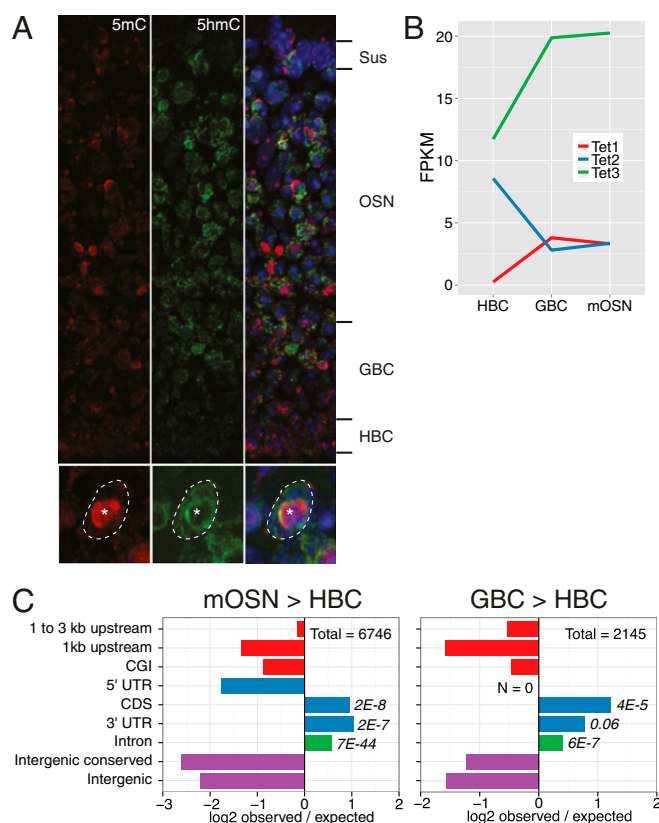 A
5mC
5hmC
Sus
OSN
GBC
HBC
*
*
*
B
FPKM
20
15
10
5
0
Tet1
Tet2
Tet3
HBC
GBC
mOSN
C
mOSN > HBC
GBC > HBC
1 to 3 kb upstream
1kb upstream
CGI
5' UTR
CDS
3' UTR
Intron
Intergenic conserved
Intergenic
Total = 6746
2E-8
2E-7
7E-44
−3
−2
−1
0
1
2
log2 observed / expected
Total = 2145
N = 0
4E-5
0.06
6E-7
−2
−1
0
1
2
log2 observed / expected